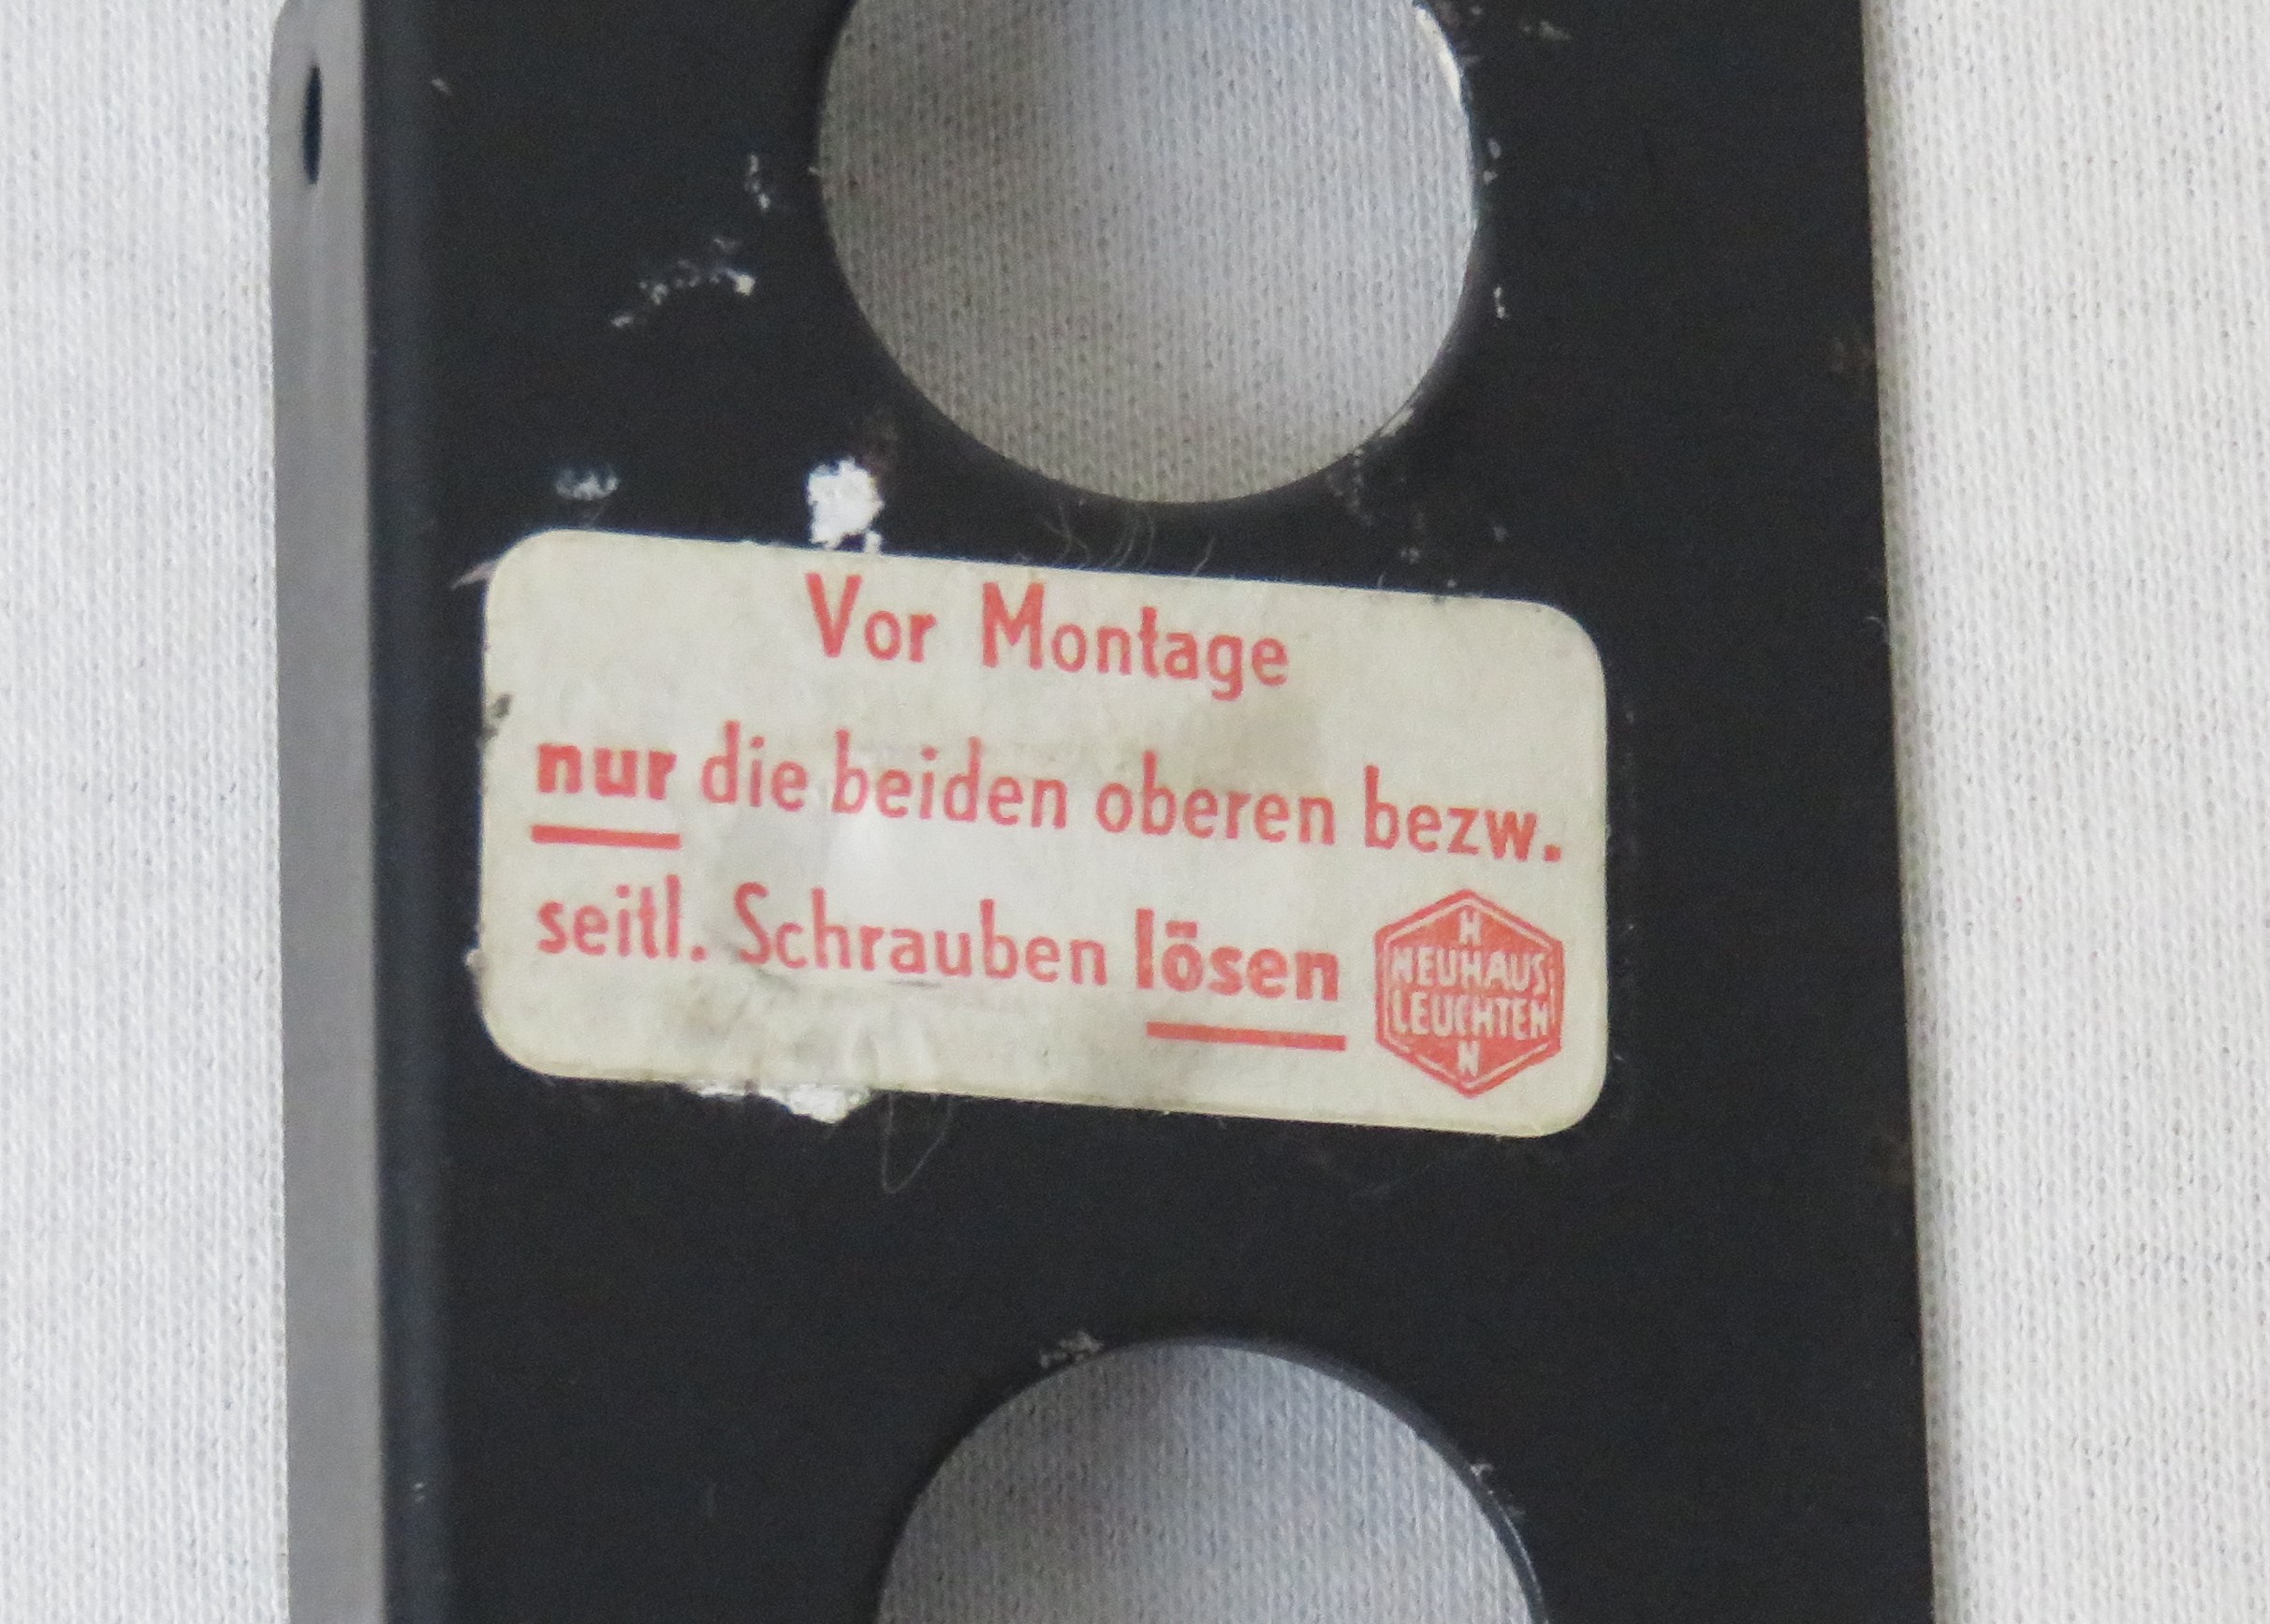 Vor Montage
nur die beiden oberen bezw.
seitl. Schrauben lösen
H
NEUHAUS
LEUCHTEN
N